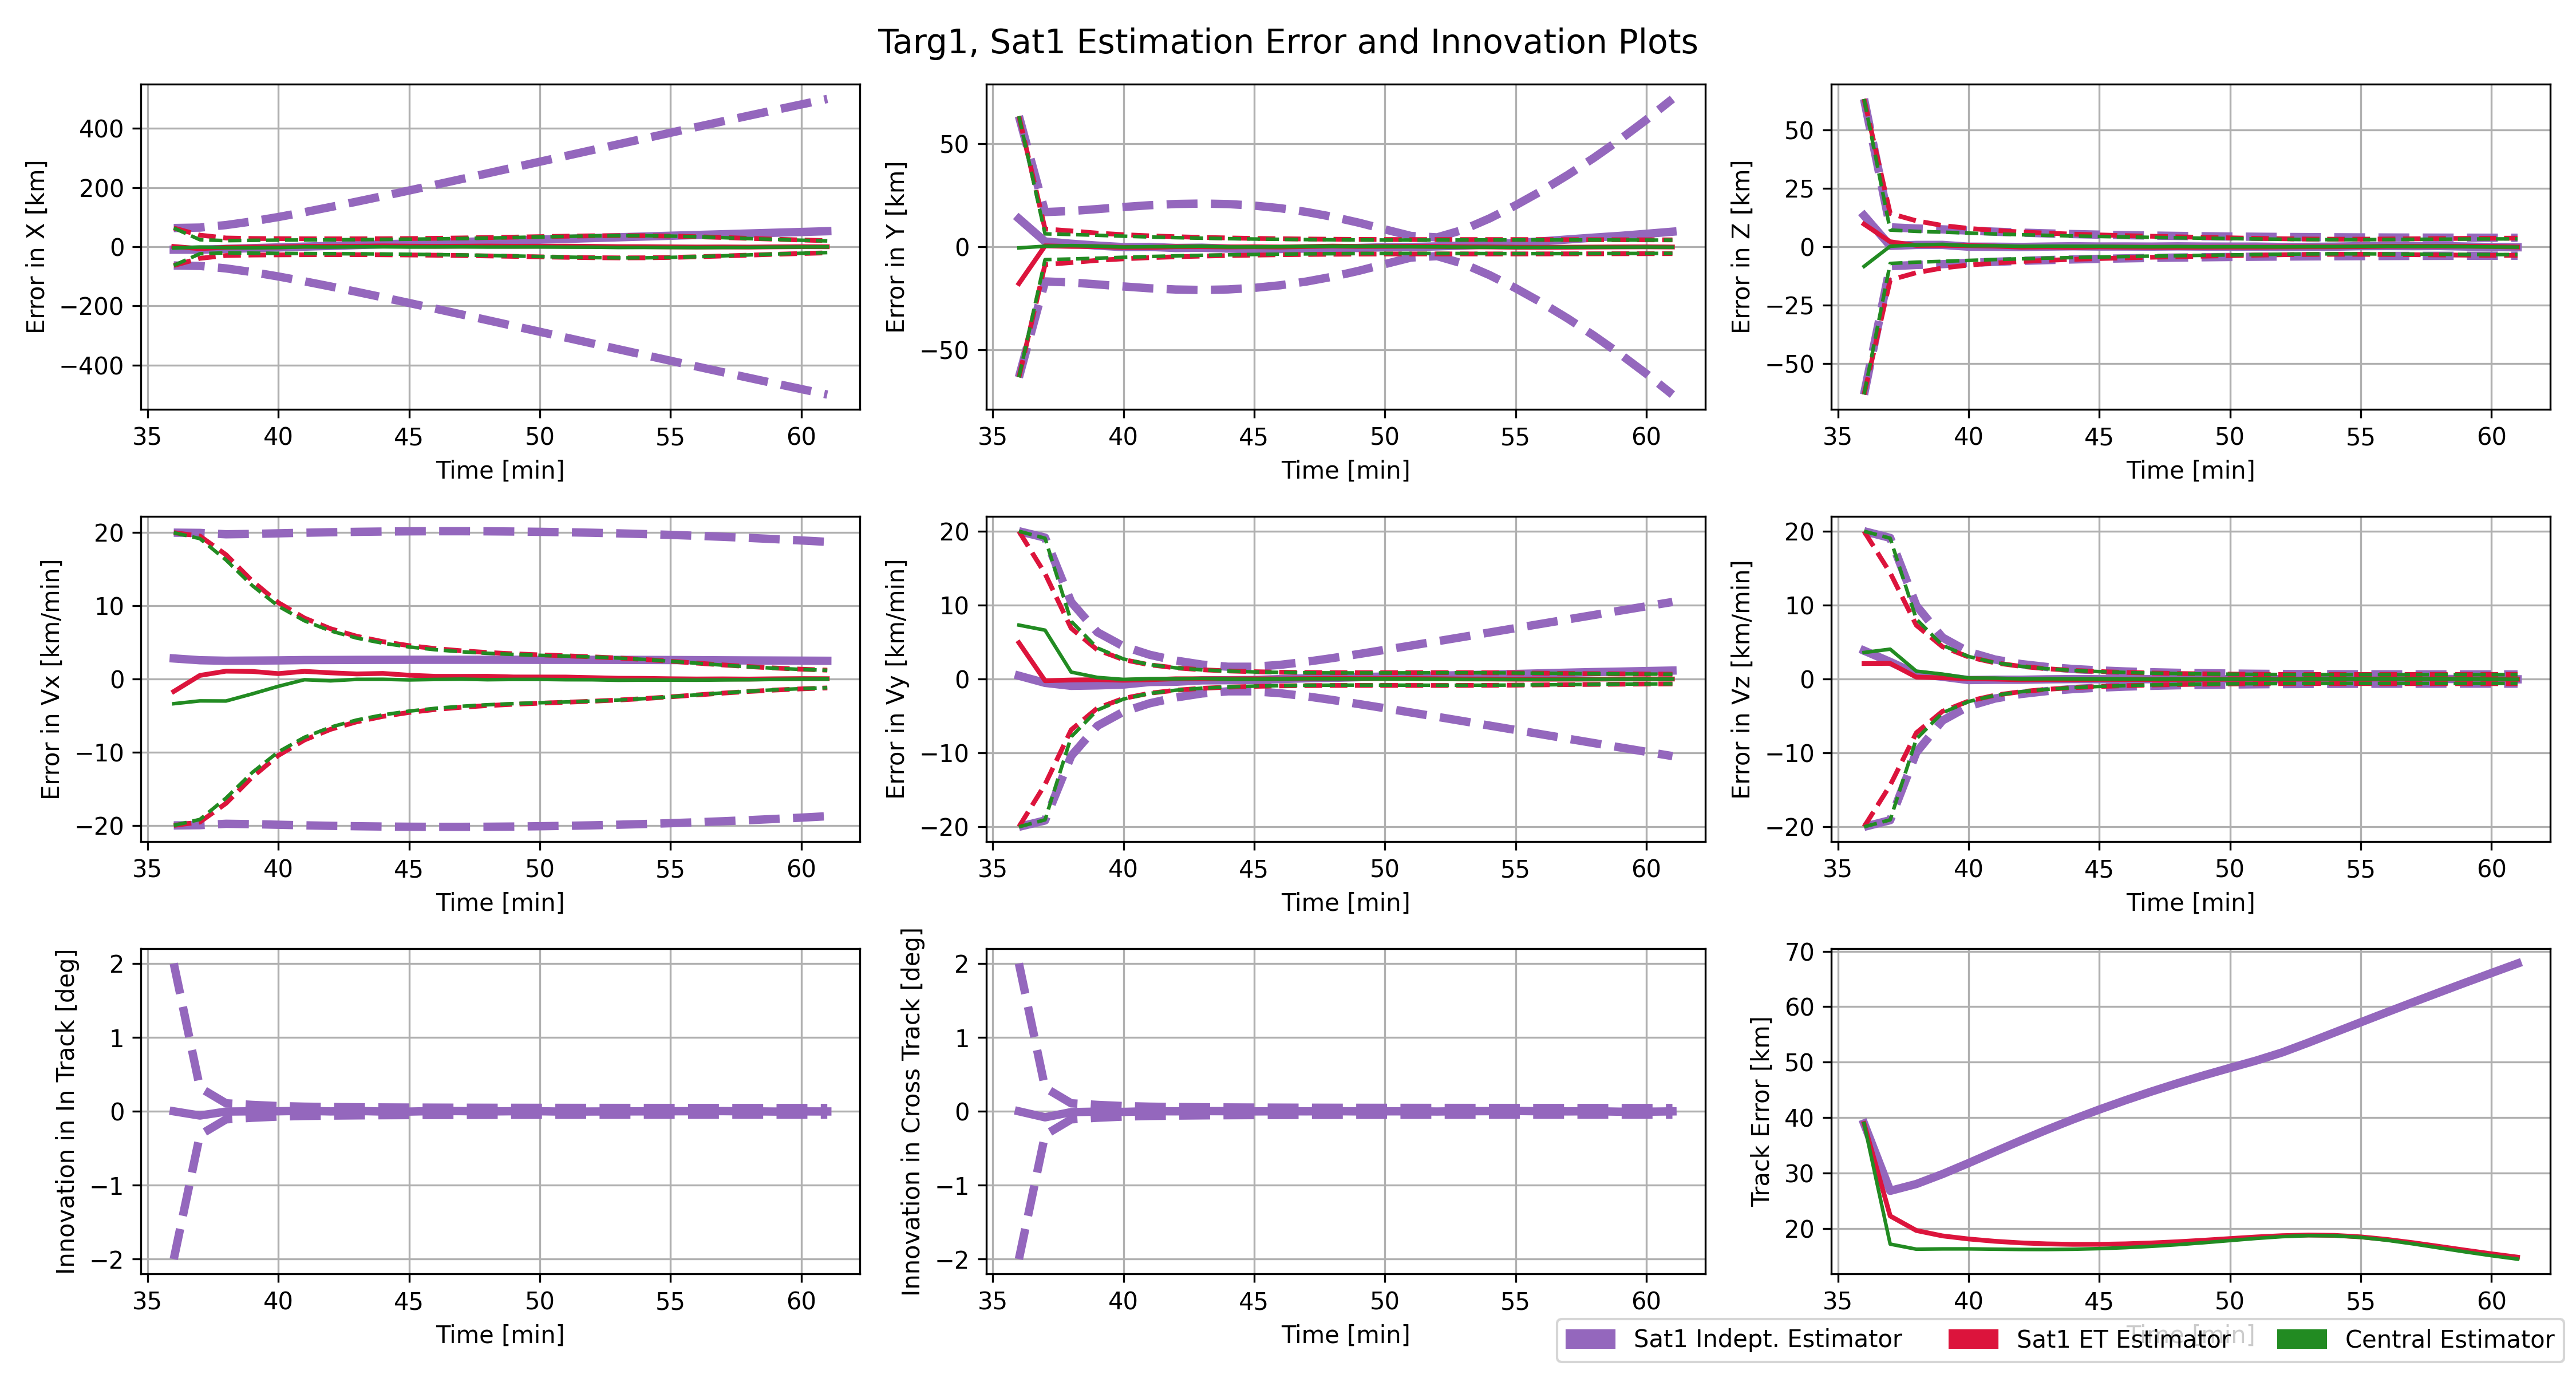 Targ1, Sat1 Estimation Error and Innovation Plots
Error in X [km]
400
200
0
−200
−400
35 40 45 50 55 60
Time [min]
Error in Y [km]
50
0
−50
35 40 45 50 55 60
Time [min]
Error in Z [km]
50
25
0
−25
−50
35 40 45 50 55 60
Time [min]
Error in Vx [km/min]
20
10
0
−10
−20
35 40 45 50 55 60
Time [min]
Error in Vy [km/min]
20
10
0
−10
−20
35 40 45 50 55 60
Time [min]
Error in Vz [km/min]
20
10
0
−10
−20
35 40 45 50 55 60
Time [min]
Innovation in In Track [deg]
2
1
0
−1
−2
35 40 45 50 55 60
Time [min]
Innovation in Cross Track [deg]
2
1
0
−1
−2
35 40 45 50 55 60
Time [min]
Track Error [km]
70
60
50
40
30
20
35 40 45 50 55 60
Time [min]
Sat1 Indept. Estimator Sat1 ET Estimator Central Estimator